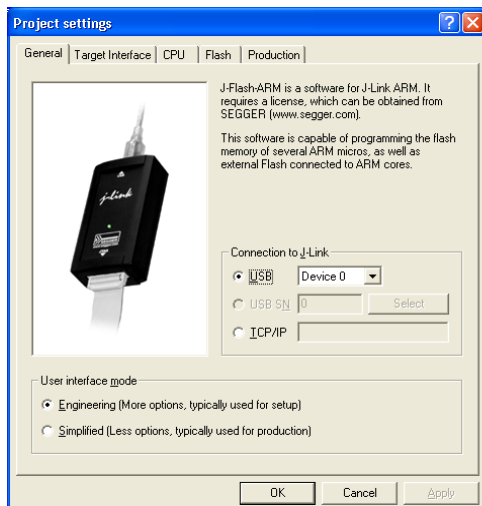 Project settings
General Target Interface CPU Flash Production
J-Flash-ARM is a software for J-Link ARM. It
requires a license, which can be obtained from
SEGGER (www.segger.com).
This software is capable of programming the flash
memory of several ARM micros, as well as
external Flash connected to ARM cores.
j-link
Connection to J-Link
USB Device 0
USB SN 0 Select
TCP/IP
User interface mode
Engineering (More options, typically used for setup)
Simplified (Less options, typically used for production)
OK Cancel Apply